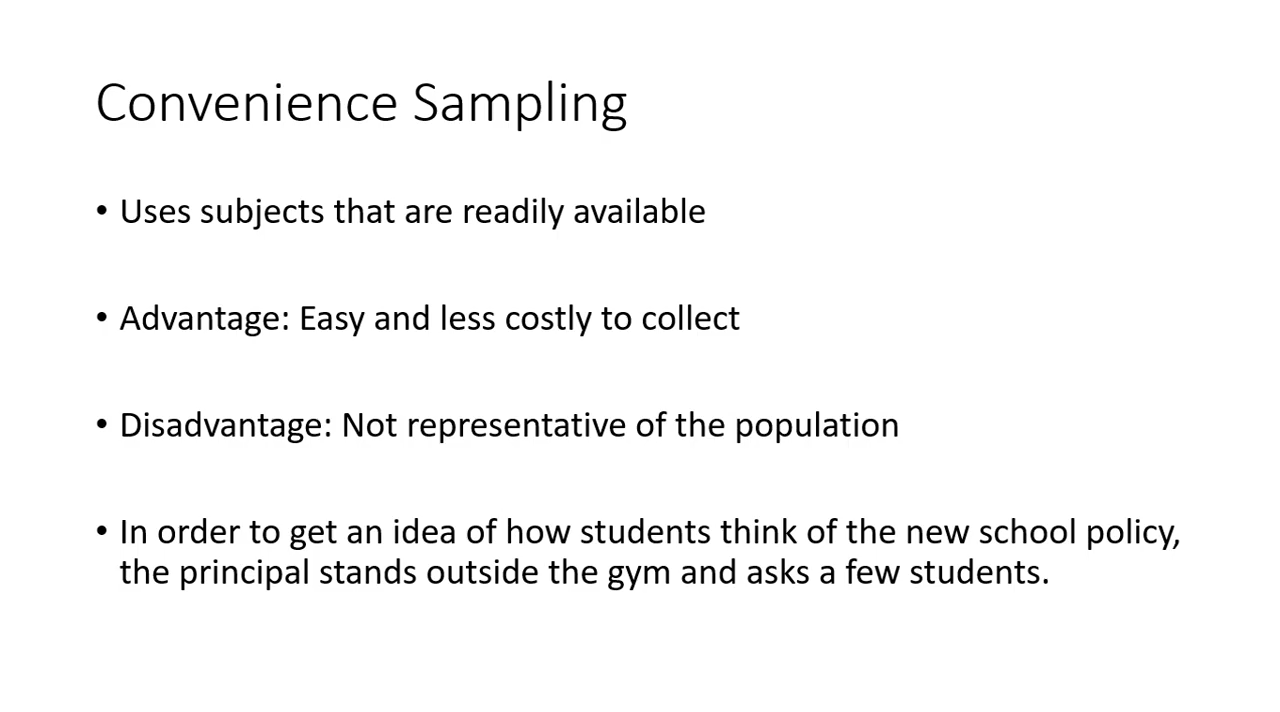 Convenience Sampling
• Uses subjects that are readily available
• Advantage: Easy and less costly to collect
• Disadvantage: Not representative of the population
• In order to get an idea of how students think of the new school policy,
the principal stands outside the gym and asks a few students.